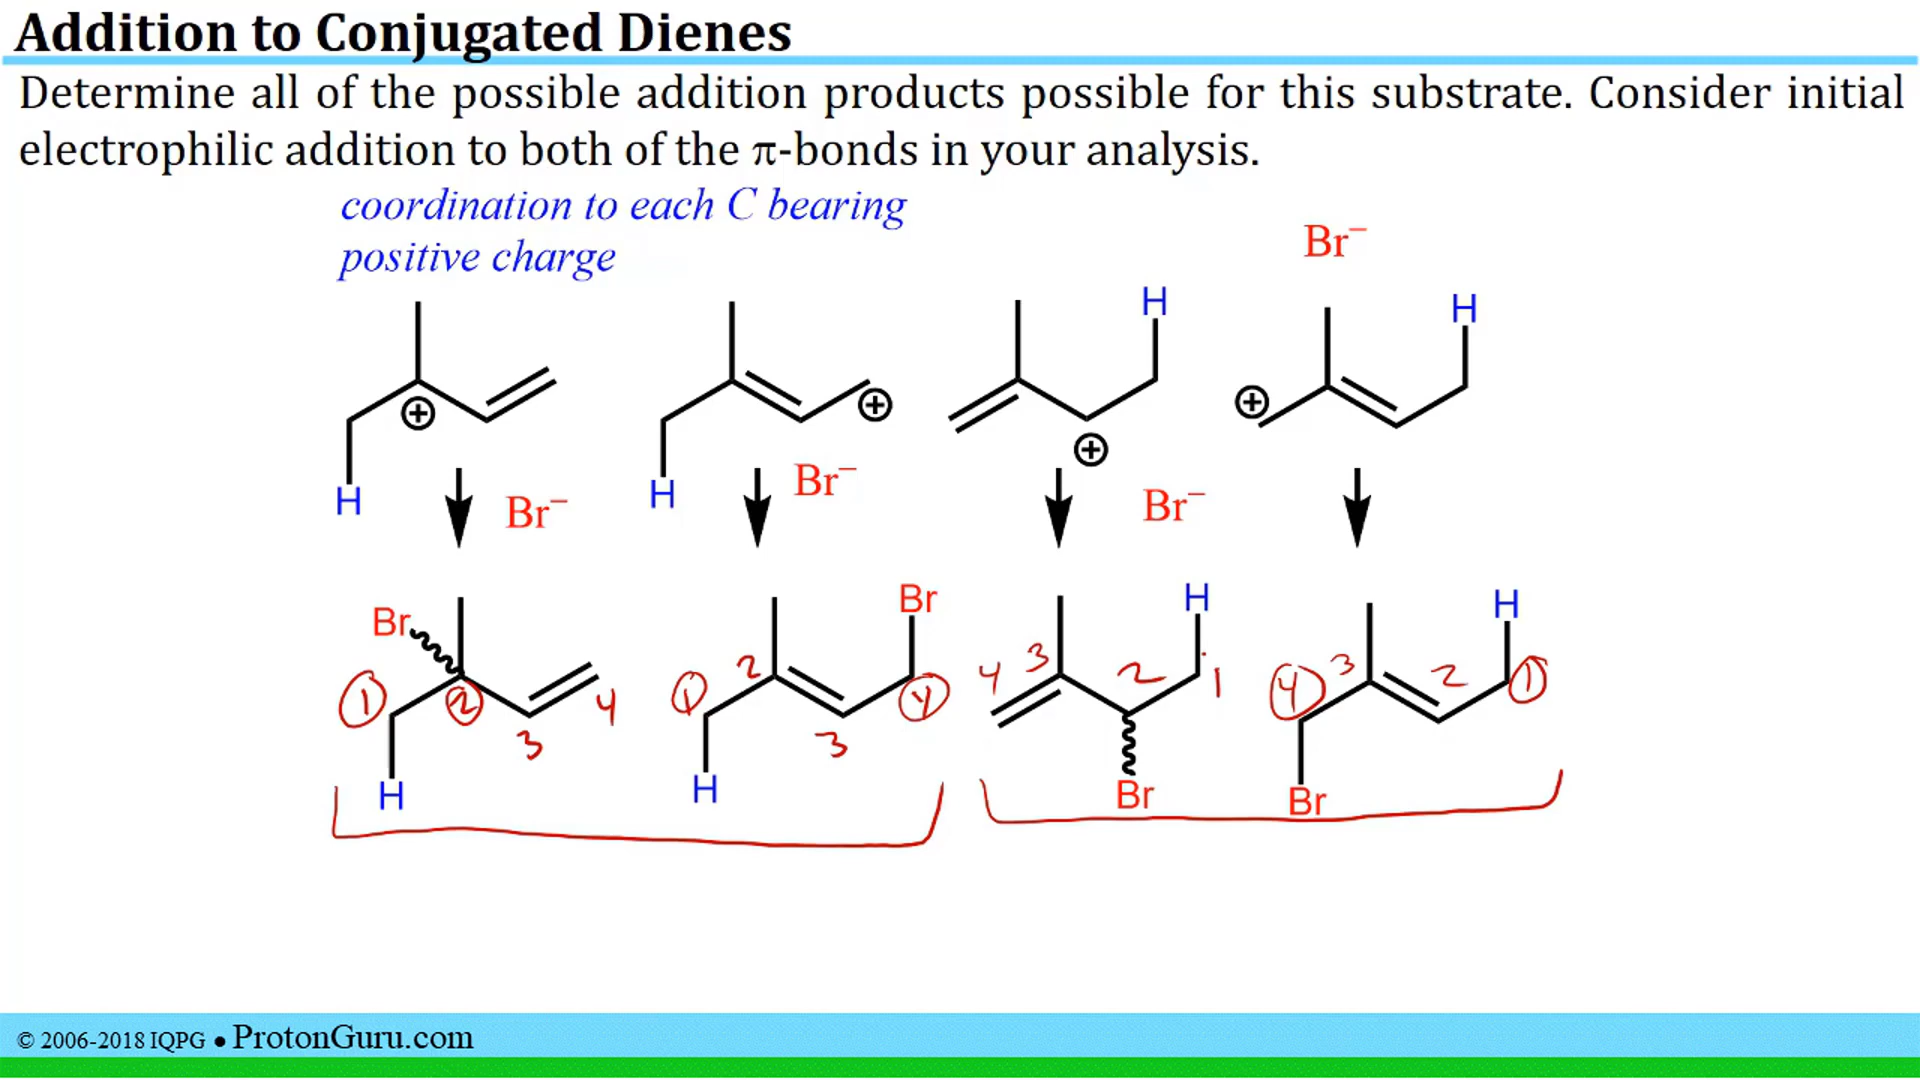 Addition to Conjugated Dienes
Determine all of the possible addition products possible for this substrate. Consider initial
electrophilic addition to both of the π-bonds in your analysis.
coordination to each C bearing
positive charge
Br⁻
H
H
⊕
⊕
⊕
⊕
H
H
Br⁻
Br⁻
Br⁻
Br
Br
H
H
1
2
3
4
1
2
3
4
4
3
2
1
4
3
2
1
H
H
Br
Br
© 2006-2018 IQPG ● ProtonGuru.com